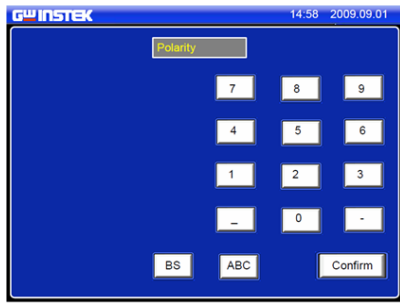 GW INSTEK 14:58 2009.09.01
Polarity
7 8 9
4 5 6
1 2 3
_ 0 -
BS ABC Confirm